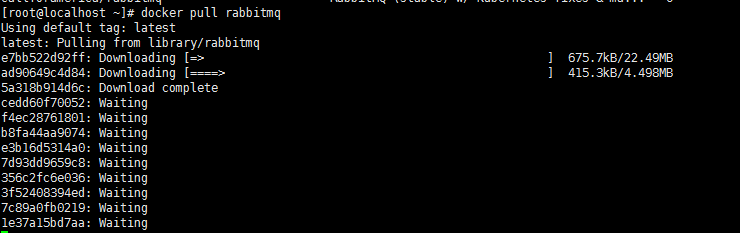 [root@localhost ~]# docker pull rabbitmq
Using default tag: latest
latest: Pulling from library/rabbitmq
e7bb522d92ff: Downloading [=> ] 675.7kB/22.49MB
ad90649c4d84: Downloading [====> ] 415.3kB/4.498MB
5a318b914d6c: Download complete
cedd60f70052: Waiting
f4ec28761801: Waiting
b8fa44aa9074: Waiting
e3b16d5314a0: Waiting
7d93dd9659c8: Waiting
356c2fc6e036: Waiting
3f52408394ed: Waiting
7c89a0fb0219: Waiting
1e37a15bd7aa: Waiting